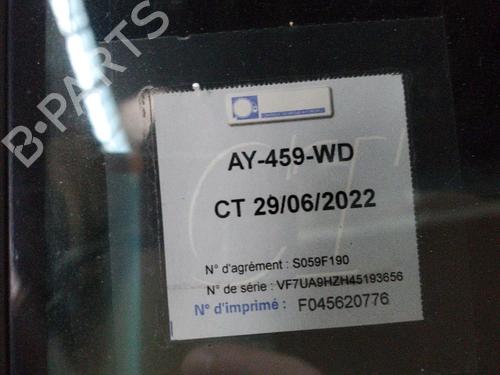 B-PARTS
AY-459-WD
CT 29/06/2022
N° d'agrément : S059F190
N° de série : VF7UA9HZH45193656
N° d'imprimé : F045620776